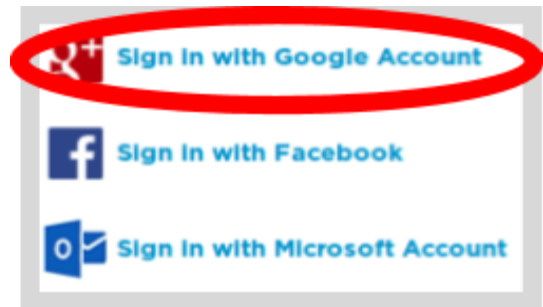 g+ Sign in with Google Account
f Sign in with Facebook
o Sign in with Microsoft Account